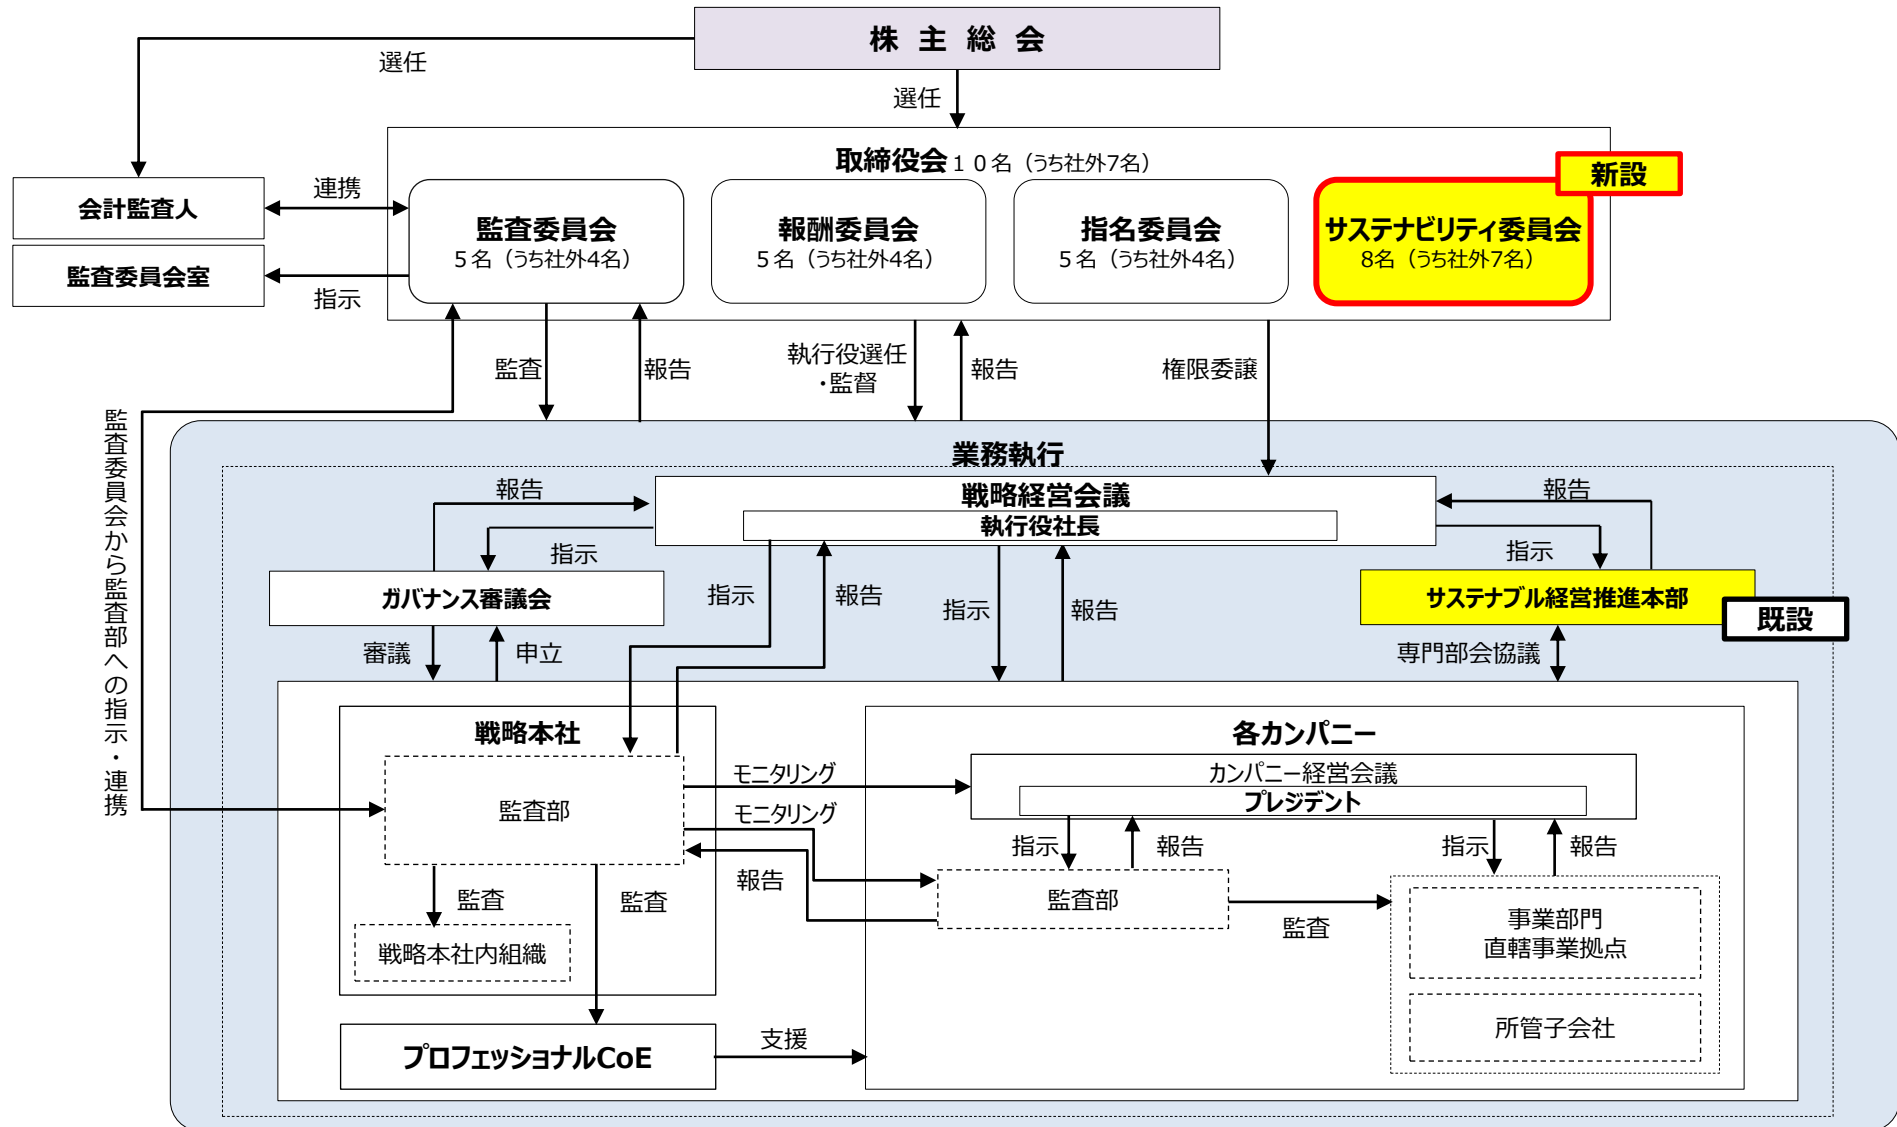 株主総会
選任
選任
取締役会１０名（うち社外7名）
新設
会計監査人
連携
監査委員会
5名（うち社外4名）
報酬委員会
5名（うち社外4名）
指名委員会
5名（うち社外4名）
サステナビリティ委員会
8名（うち社外7名）
監査委員会室
指示
監査
報告
執行役選任
・監督
報告
権限委譲
監査委員会から監査部への指示・連携
業務執行
戦略経営会議
執行役社長
報告
指示
報告
指示
ガバナンス審議会
サステナブル経営推進本部
既設
指示
報告
指示
報告
審議
申立
専門部会協議
戦略本社
各カンパニー
監査部
モニタリング
モニタリング
報告
カンパニー経営会議
プレジデント
指示
報告
指示
報告
監査
監査
戦略本社内組織
監査部
監査
事業部門
直轄事業拠点
所管子会社
プロフェッショナルCoE
支援